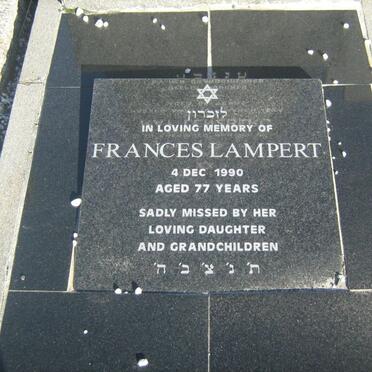 לזכרון
IN LOVING MEMORY OF
FRANCES LAMPERT
4 DEC 1990
AGED 77 YEARS
SADLY MISSED BY HER
LOVING DAUGHTER
AND GRANDCHILDREN
ת' נ' צ' ב' ה'